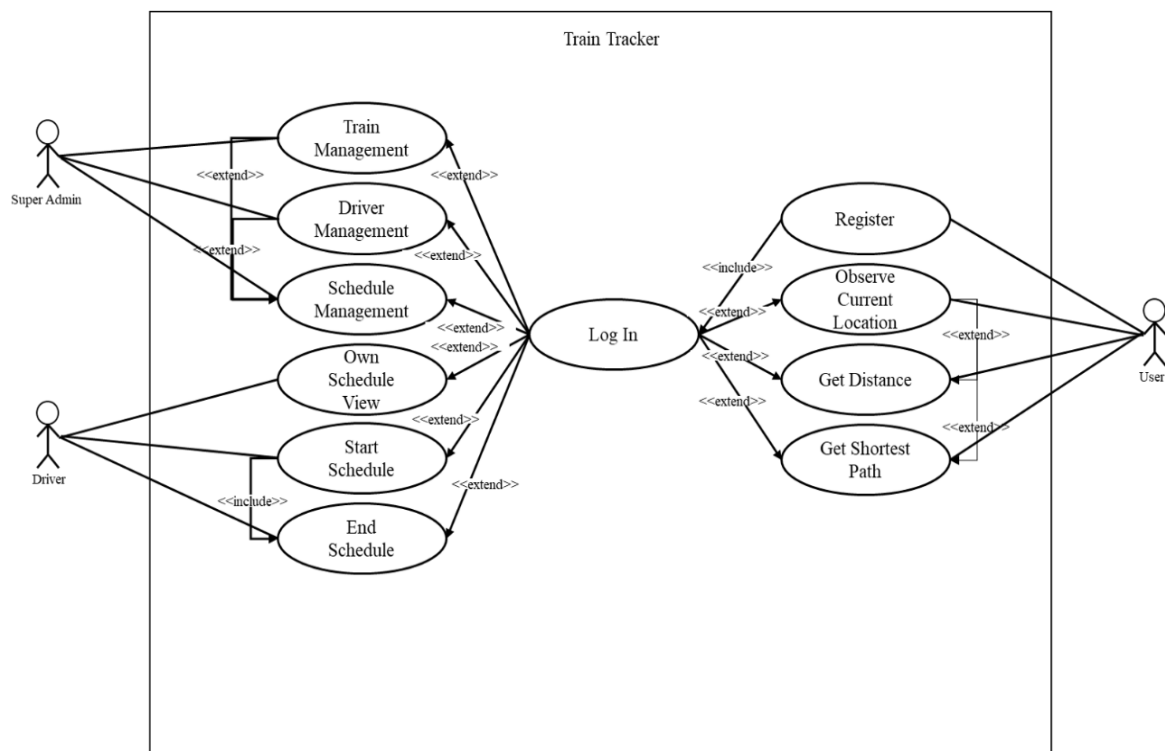 Train Tracker
Train
Management
<<extend>>
<<extend>>
Super Admin
Driver
Management
<<extend>>
<<extend>>
Schedule
Management
<<extend>>
<<extend>>
Own
Schedule
View
Driver
Start
Schedule
<<extend>>
<<include>>
<<extend>>
End
Schedule
Log In
Register
<<include>>
Observe
Current
Location
<<extend>>
<<extend>>
User
Get Distance
<<extend>>
<<extend>>
<<extend>>
Get Shortest
Path